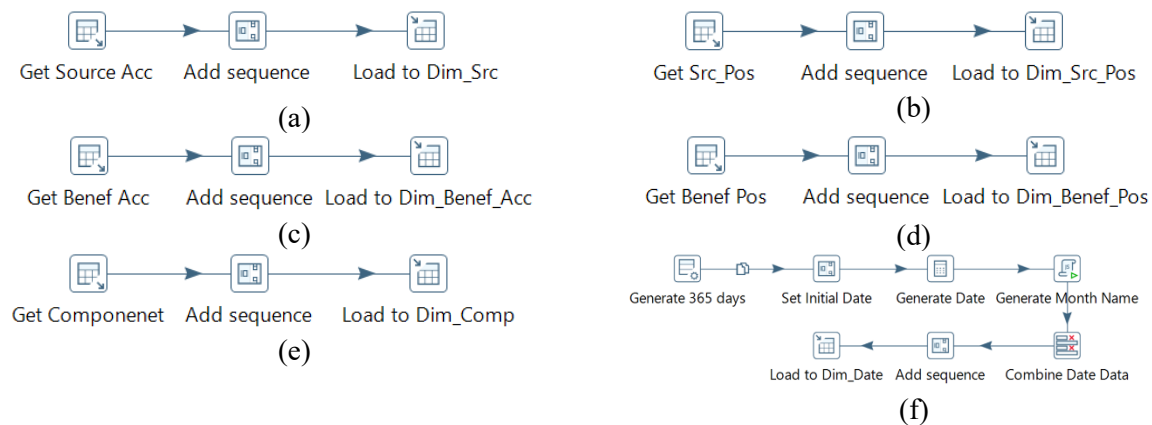 Get Source Acc Add sequence Load to Dim_Src
(a)
Get Src_Pos Add sequence Load to Dim_Src_Pos
(b)
Get Benef Acc Add sequence Load to Dim_Benef_Acc
(c)
Get Benef Pos Add sequence Load to Dim_Benef_Pos
(d)
Get Componenet Add sequence Load to Dim_Comp
(e)
Generate 365 days Set Initial Date Generate Date Generate Month Name
Load to Dim_Date Add sequence Combine Date Data
(f)